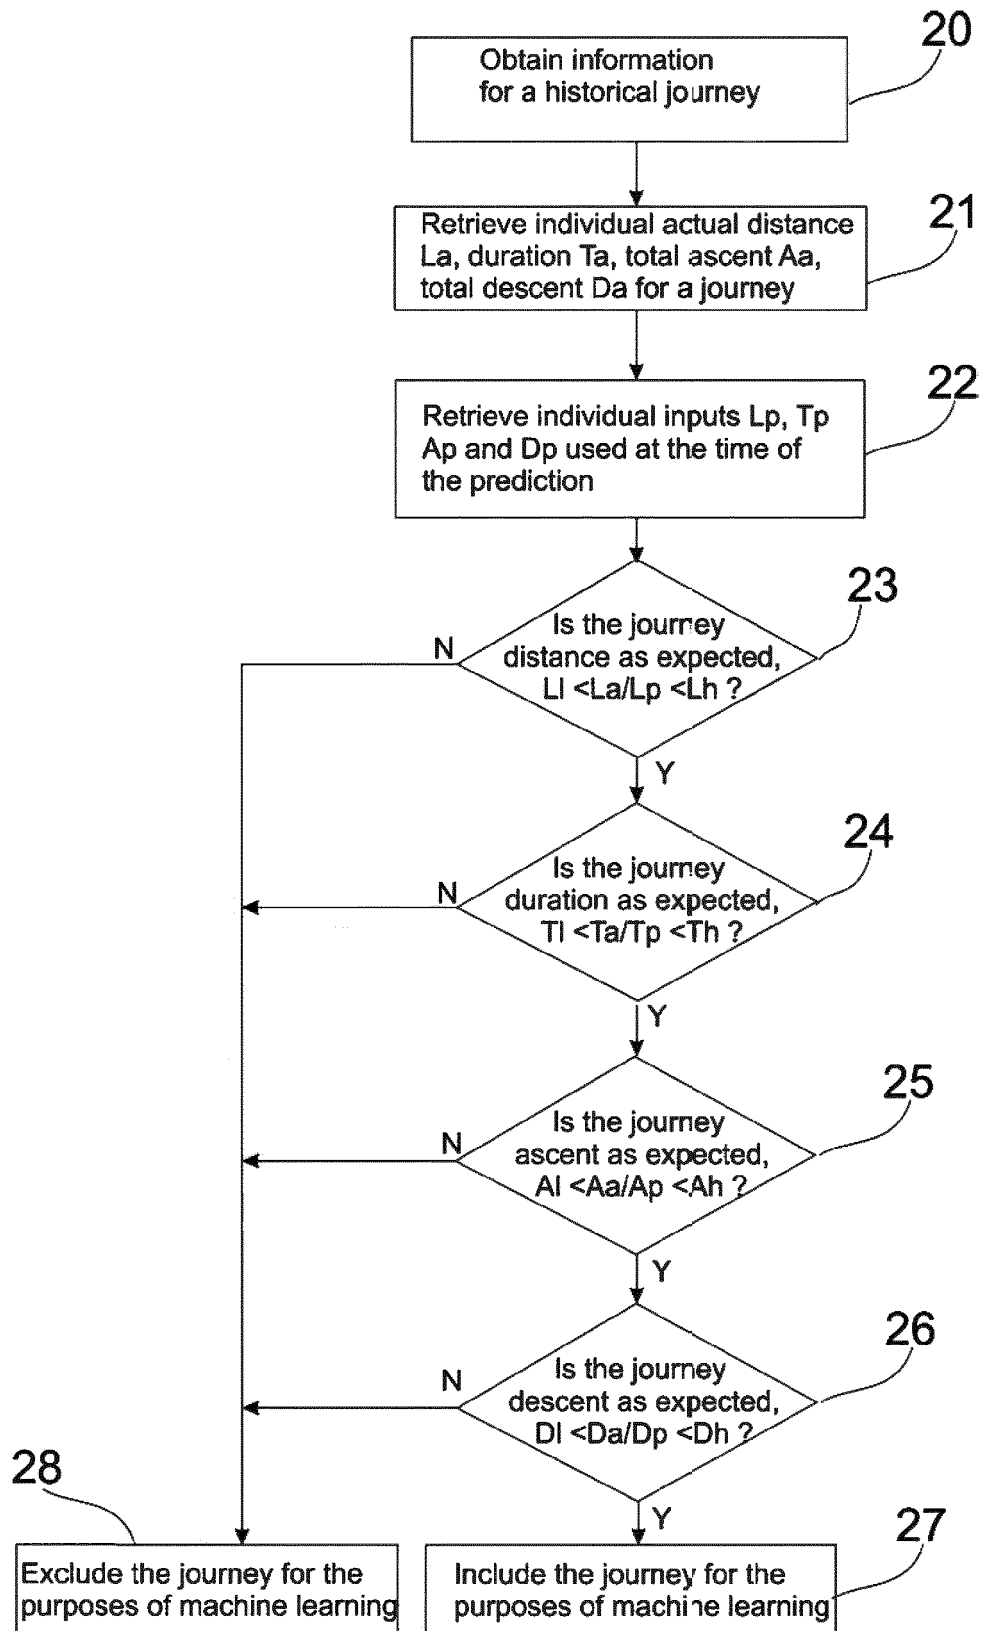 20
Obtain information
for a historical journey
21
Retrieve individual actual distance
La, duration Ta, total ascent Aa,
total descent Da for a journey
22
Retrieve individual inputs Lp, Tp
Ap and Dp used at the time of
the prediction
23
Is the journey
distance as expected,
Ll <La/Lp <Lh ?
N
Y
24
Is the journey
duration as expected,
Tl <Ta/Tp <Th ?
N
Y
25
Is the journey
ascent as expected,
Al <Aa/Ap <Ah ?
N
Y
26
Is the journey
descent as expected,
Dl <Da/Dp <Dh ?
N
Y
28
Exclude the journey for the
purposes of machine learning
27
Include the journey for the
purposes of machine learning